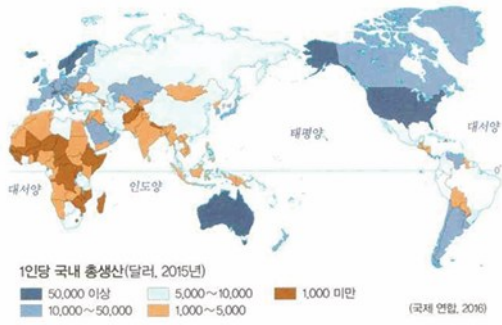 태평양
대서양
대서양
인도양
1인당 국내 총생산(달러, 2015년)
50,000 이상
5,000~10,000
1,000 미만
10,000~50,000
1,000~5,000
(국제 연합, 2016)